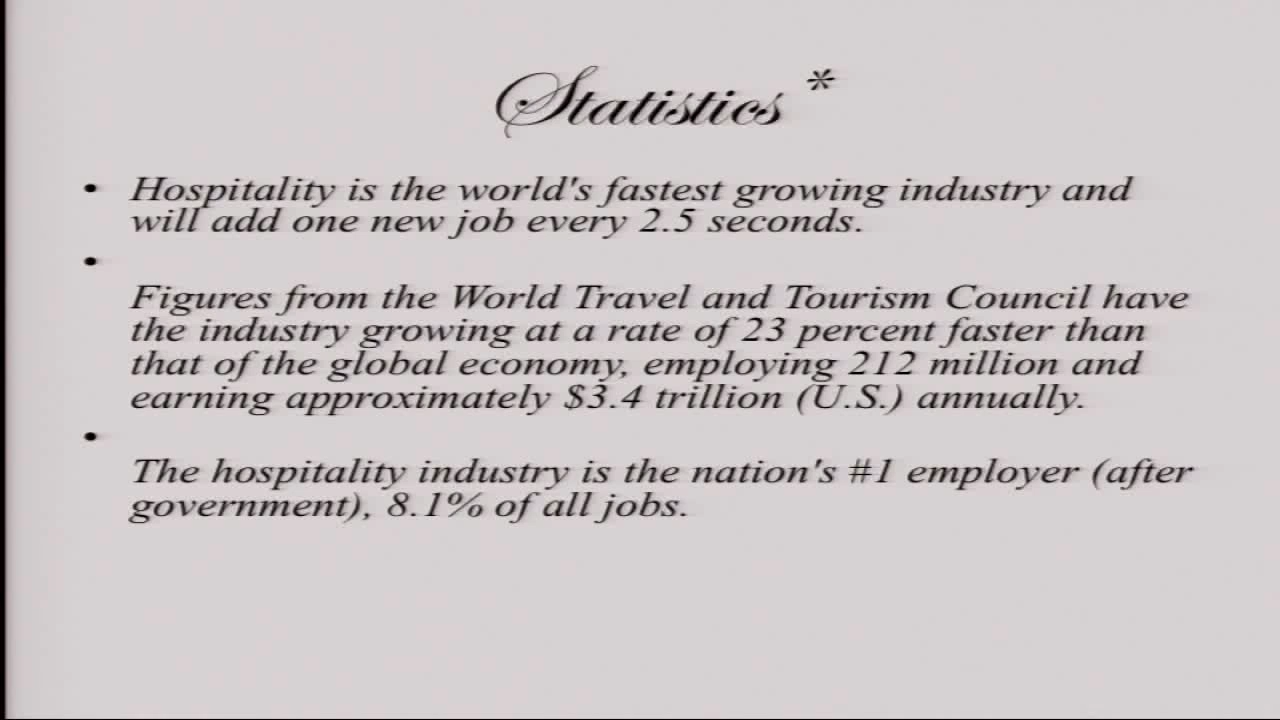 Statistics *
• Hospitality is the world's fastest growing industry and
will add one new job every 2.5 seconds.
•
Figures from the World Travel and Tourism Council have
the industry growing at a rate of 23 percent faster than
that of the global economy, employing 212 million and
earning approximately $3.4 trillion (U.S.) annually.
•
The hospitality industry is the nation's #1 employer (after
government), 8.1% of all jobs.